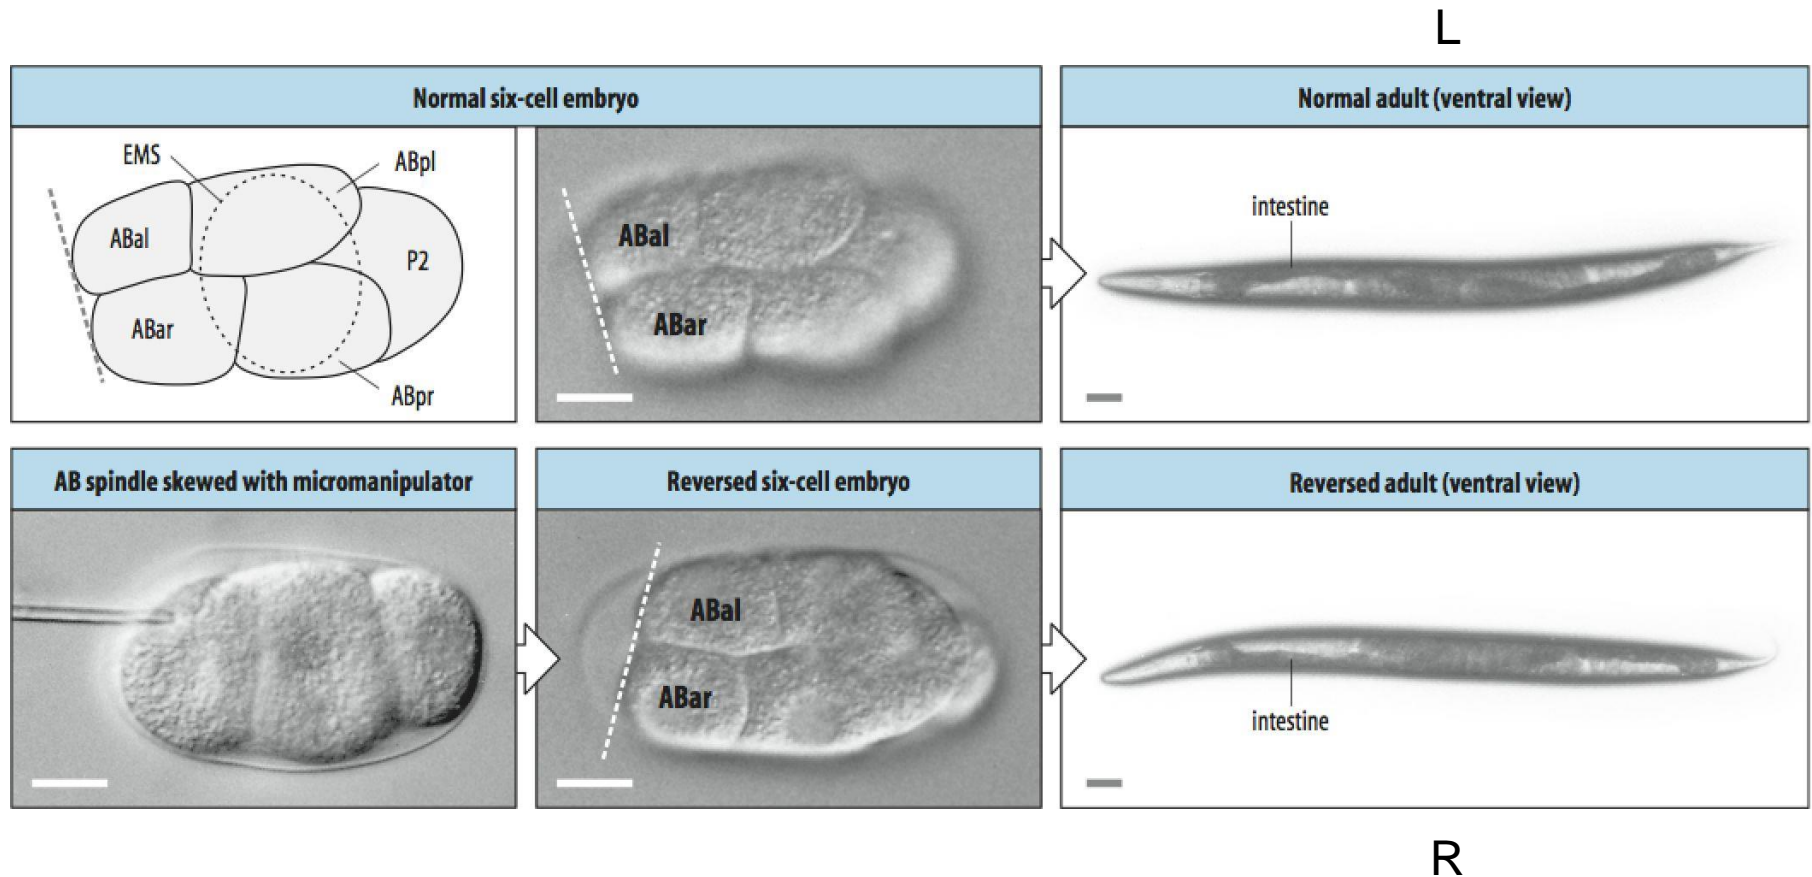 L
Normal six-cell embryo
Normal adult (ventral view)
EMS
ABpl
ABal
P2
ABar
ABpr
ABal
ABar
intestine
AB spindle skewed with micromanipulator
Reversed six-cell embryo
Reversed adult (ventral view)
ABal
ABar
intestine
R